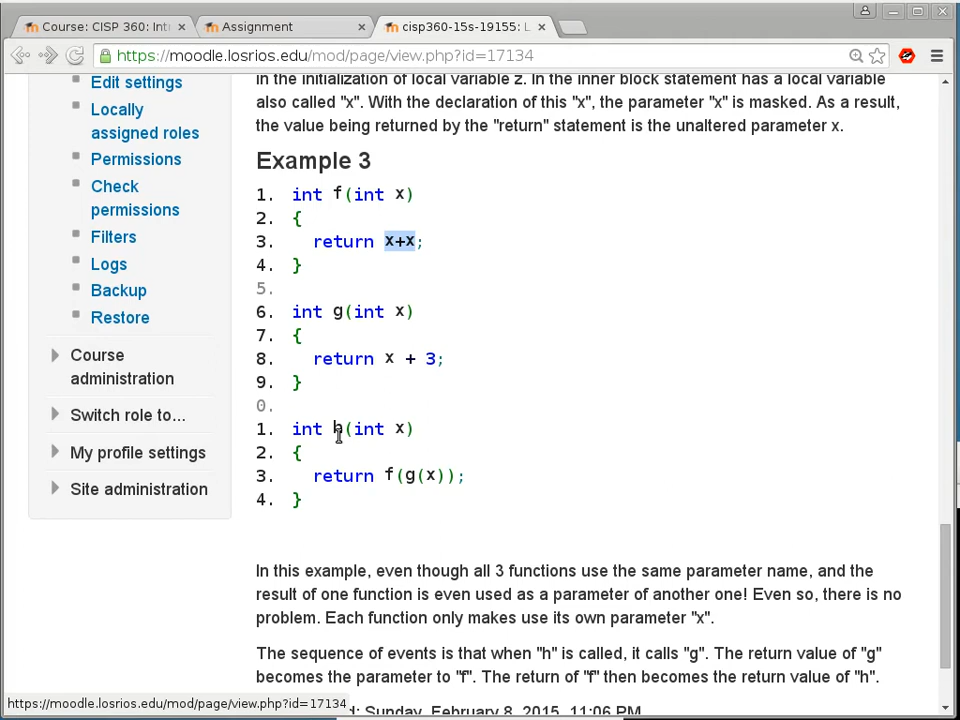 Course: CISP 360: Int
Assignment
cisp360-15s-19155: L
https://moodle.losrios.edu/mod/page/view.php?id=17134
Edit settings
Locally
assigned roles
Permissions
Check
permissions
Filters
Logs
Backup
Restore
Course
administration
Switch role to...
My profile settings
Site administration
in the initialization of local variable z. In the inner block statement has a local variable
also called "x". With the declaration of this "x", the parameter "x" is masked. As a result,
the value being returned by the "return" statement is the unaltered parameter x.
Example 3
1. int f(int x)
2. {
3. return x+x;
4. }
5.
6. int g(int x)
7. {
8. return x + 3;
9. }
0.
1. int h(int x)
2. {
3. return f(g(x));
4. }
In this example, even though all 3 functions use the same parameter name, and the
result of one function is even used as a parameter of another one! Even so, there is no
problem. Each function only makes use its own parameter "x".
The sequence of events is that when "h" is called, it calls "g". The return value of "g"
becomes the parameter to "f". The return of "f" then becomes the return value of "h".
https://moodle.losrios.edu/mod/page/view.php?id=17134
d: Sunday, February 8, 2015, 11:06 PM